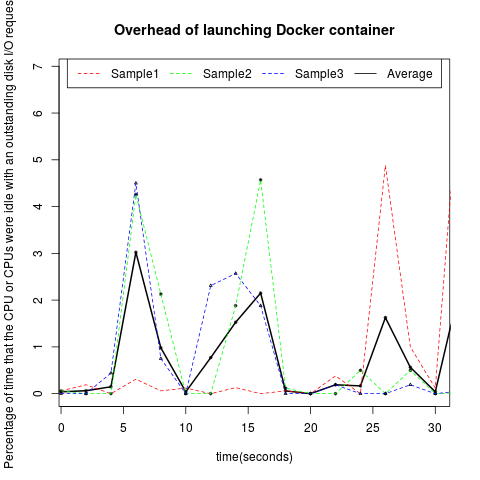 Overhead of launching Docker container
Percentage of time that the CPU or CPUs were idle with an outstanding disk I/O reques
Sample1 Sample2 Sample3 Average
7
6
5
4
3
2
1
0
0 5 10 15 20 25 30
time(seconds)